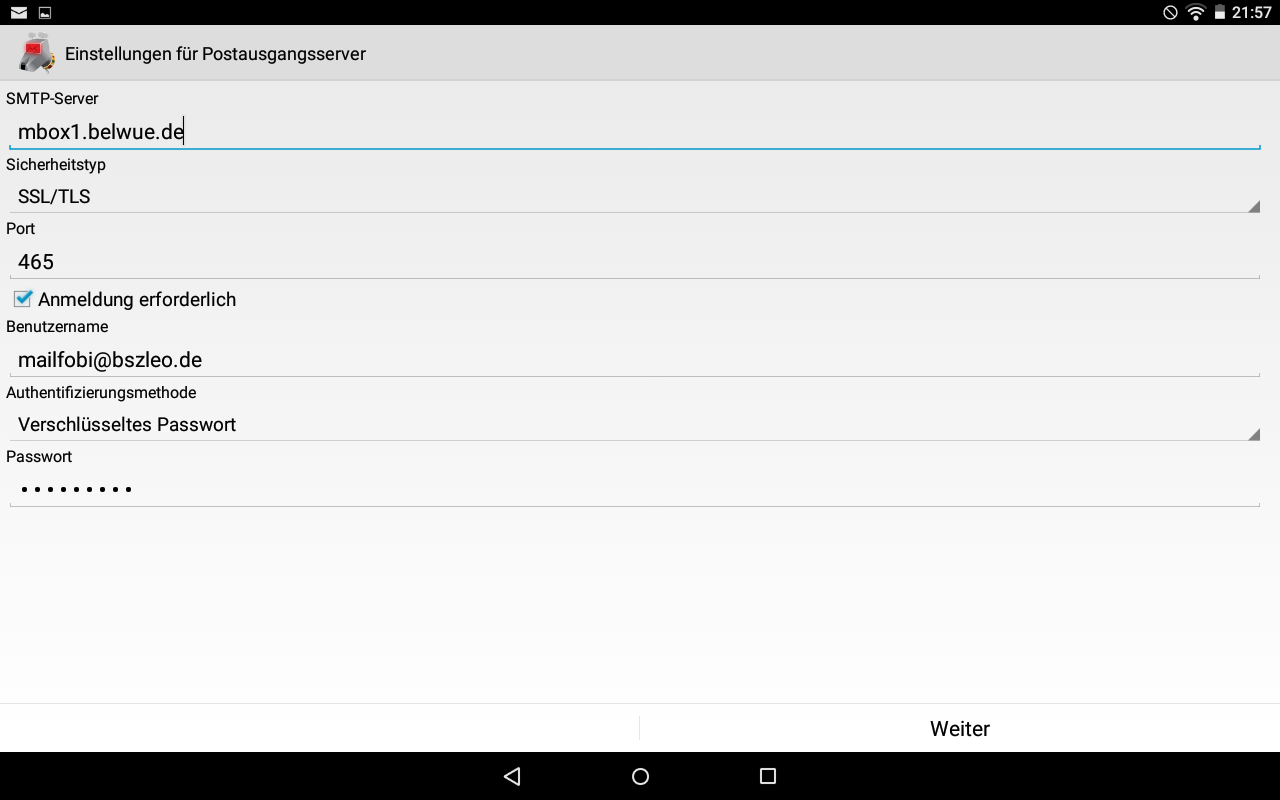 21:57
Einstellungen für Postausgangsserver
SMTP-Server
mbox1.belwue.de
Sicherheitstyp
SSL/TLS
Port
465
Anmeldung erforderlich
Benutzername
mailfobi@bszleo.de
Authentifizierungsmethode
Verschlüsseltes Passwort
Passwort
•••••••••
Weiter